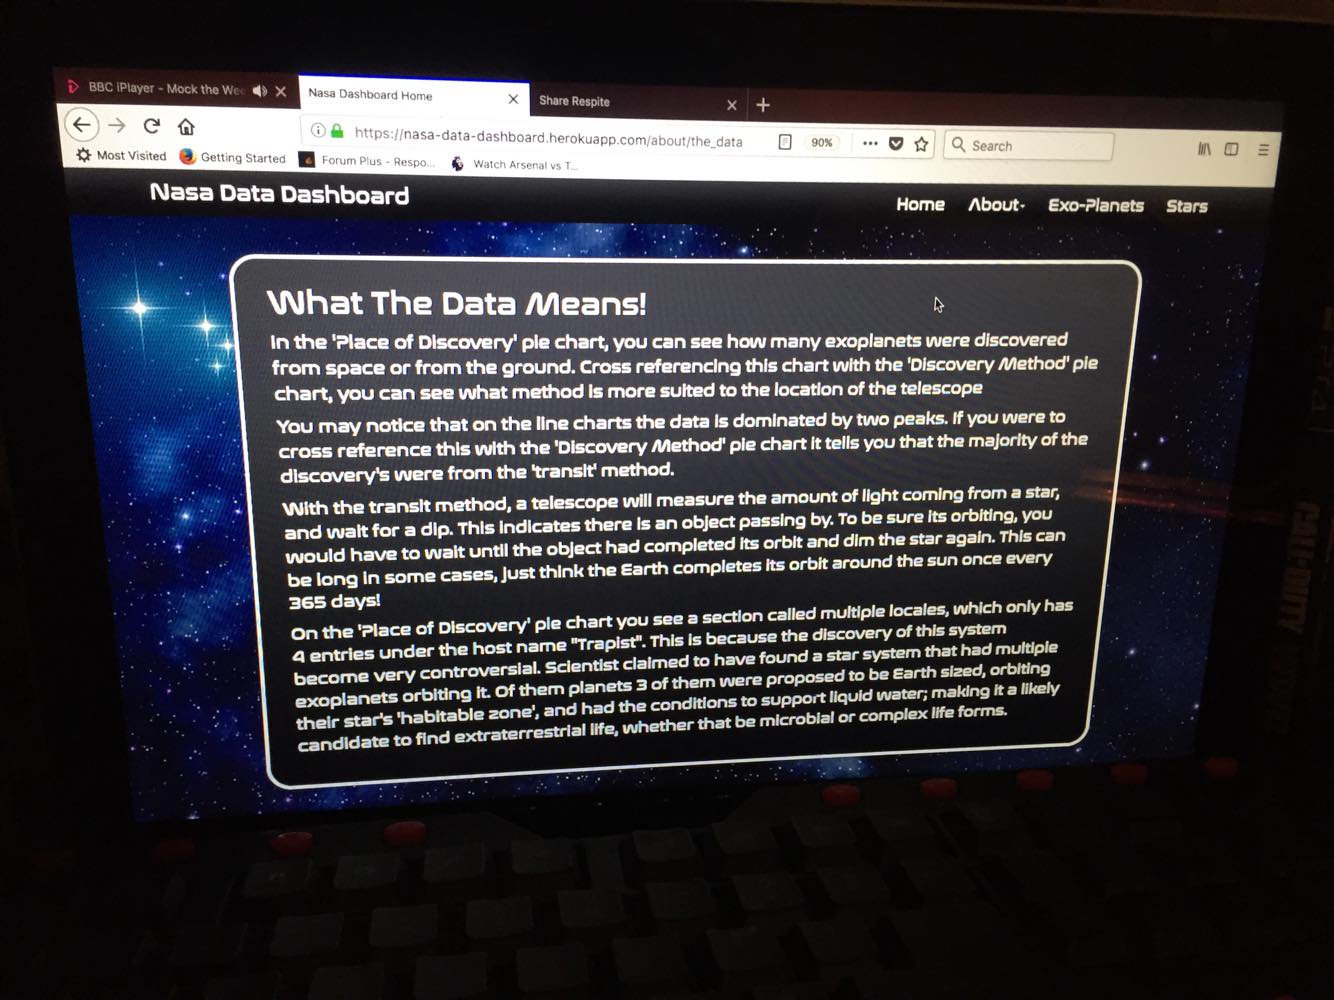 BBC iPlayer - Mock the Wee
Nasa Dashboard Home
Share Respite
https://nasa-data-dashboard.herokuapp.com/about/the_data
90%
Search
Most Visited
Getting Started
Forum Plus - Respo...
Watch Arsenal vs T...
Nasa Data Dashboard
Home
About
Exo-Planets
Stars
What The Data Means!
In the 'Place of Discovery' pie chart, you can see how many exoplanets were discovered
from space or from the ground. Cross referencing this chart with the 'Discovery Method' pie
chart, you can see what method is more suited to the location of the telescope
You may notice that on the line charts the data is dominated by two peaks. If you were to
cross reference this with the 'Discovery Method' pie chart it tells you that the majority of the
discovery's were from the 'transit' method.
With the transit method, a telescope will measure the amount of light coming from a star,
and wait for a dip. This indicates there is an object passing by. To be sure its orbiting, you
would have to wait until the object had completed its orbit and dim the star again. This can
be long in some cases, just think the Earth completes its orbit around the sun once every
365 days!
On the 'Place of Discovery' pie chart you see a section called multiple locales, which only has
4 entries under the host name "Trapist". This is because the discovery of this system
become very controversial. Scientist claimed to have found a star system that had multiple
exoplanets orbiting it. Of them planets 3 of them were proposed to be Earth sized, orbiting
their star's 'habitable zone', and had the conditions to support liquid water; making it a likely
candidate to find extraterrestrial life, whether that be microbial or complex life forms.